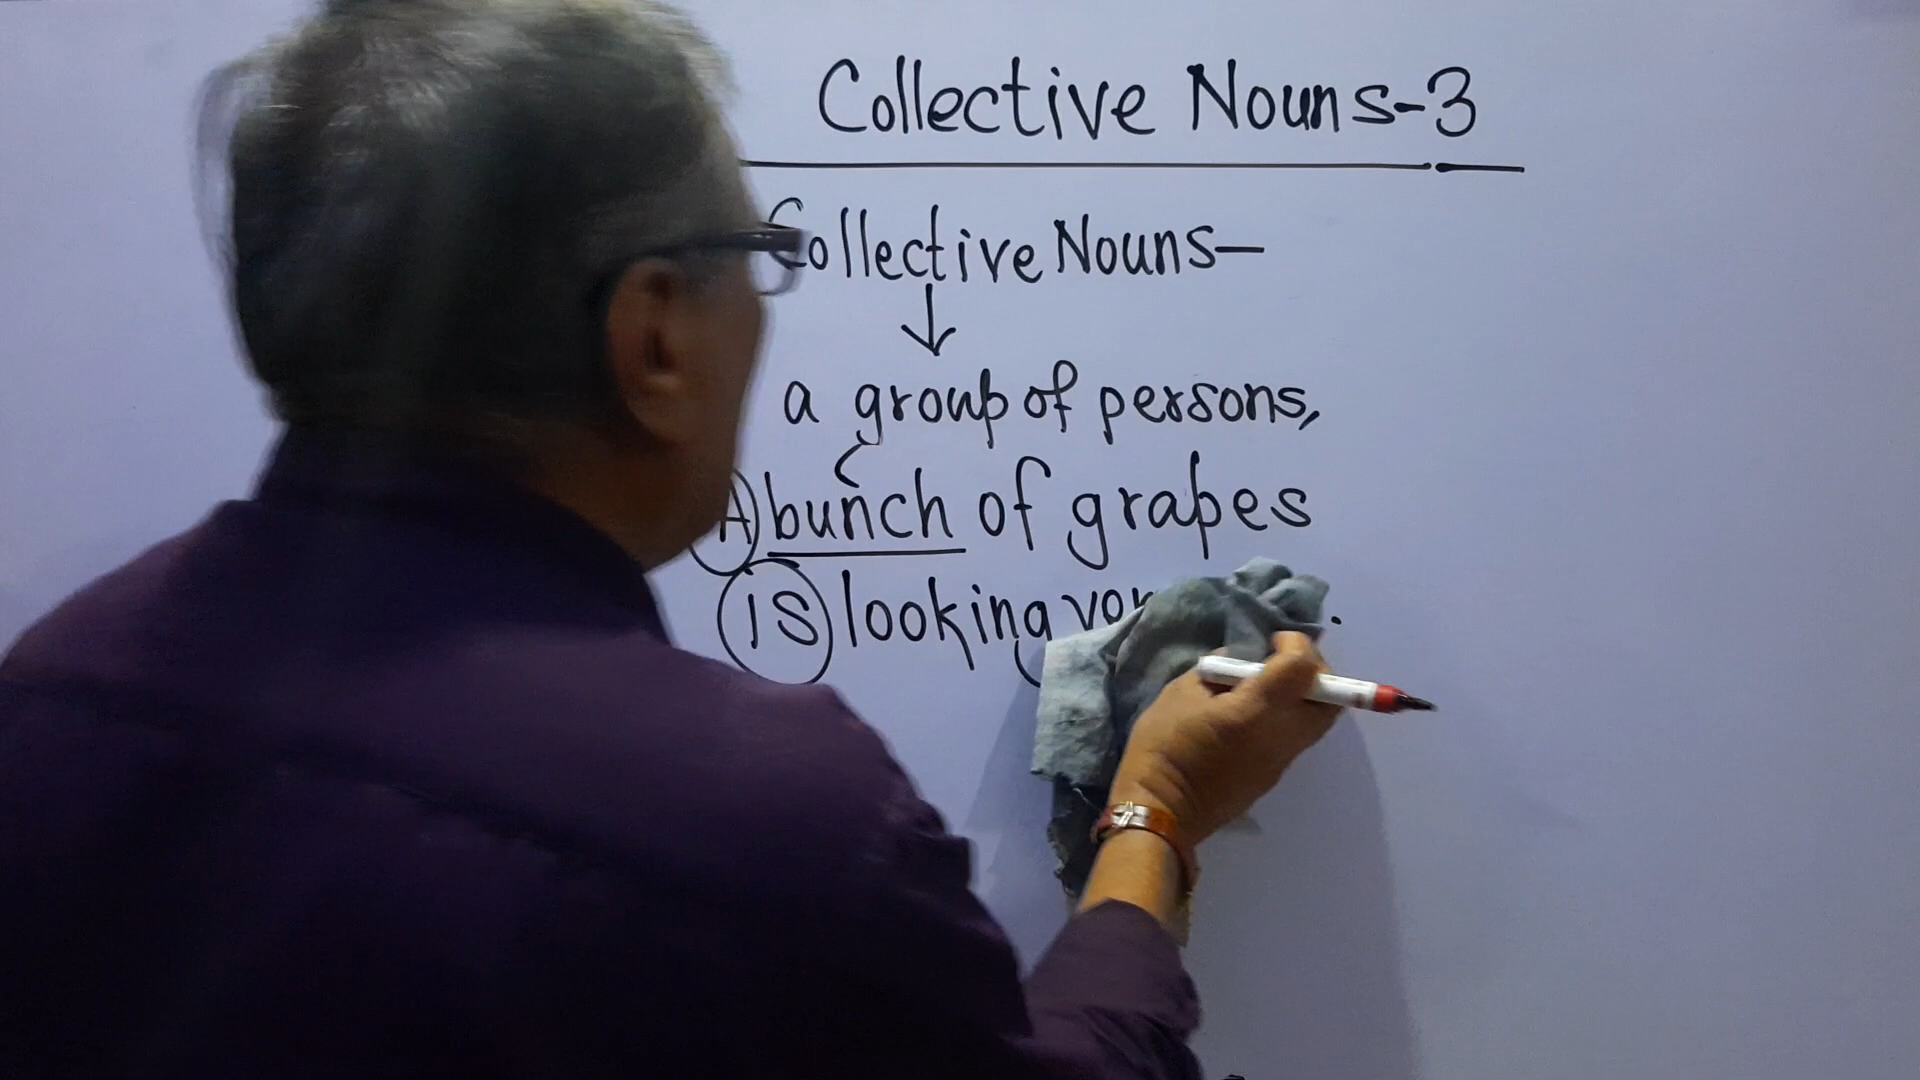 Collective Nouns-3
Collective Nouns—
a group of persons,
A bunch of grapes
is looking